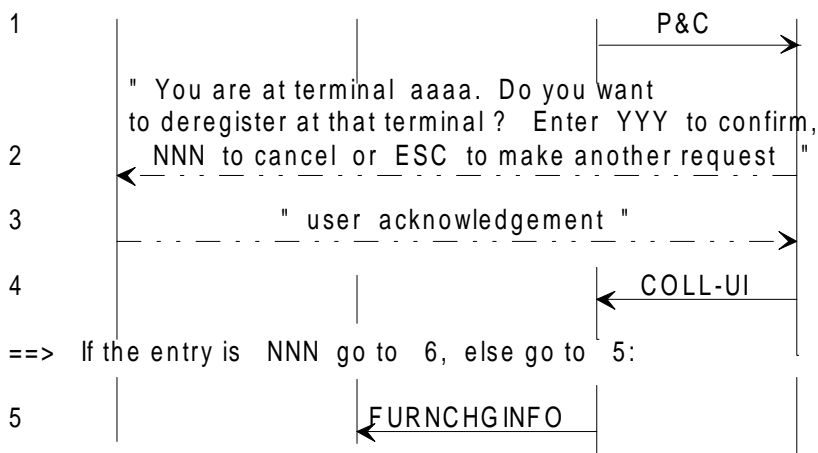 1 P&C
" You are at terminal aaaa. Do you want
to deregister at that terminal ? Enter YYY to confirm,
2 NNN to cancel or ESC to make another request "
3 " user acknowledgement "
4 COLL-UI
==> If the entry is NNN go to 6, else go to 5:
5 FURNCHGINFO